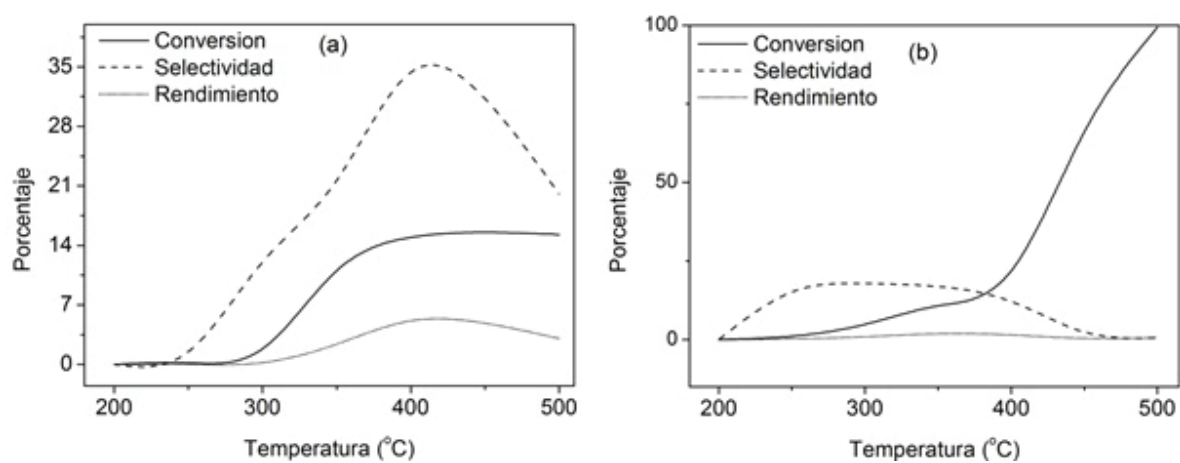 (a)
Conversion
Selectividad
Rendimiento
35
28
21
14
7
0
Porcentaje
200
300
400
500
Temperatura (°C)
(b)
Conversion
Selectividad
Rendimiento
100
50
0
Porcentaje
200
300
400
500
Temperatura (°C)